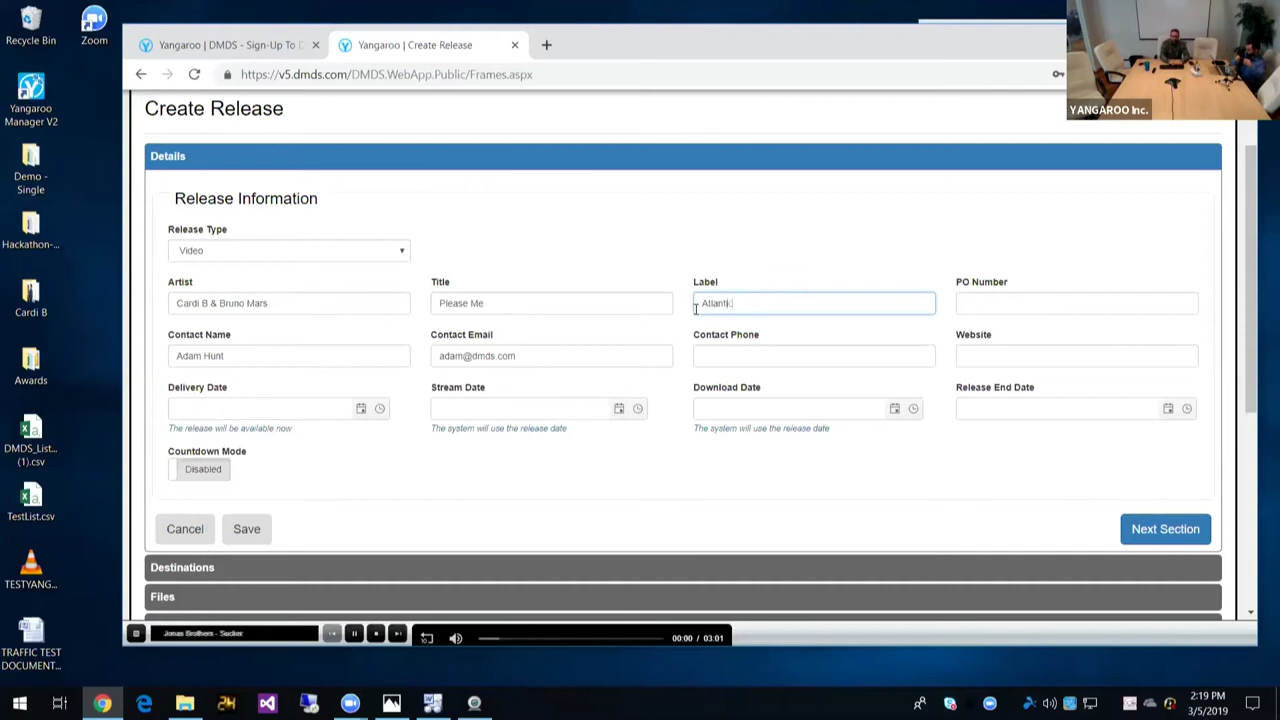 Yangaroo | DMDS - Sign-Up To D
Yangaroo | Create Release
https://v5.dmds.com/DMDS.WebApp.Public/Frames.aspx
YANGAROO Inc.
Recycle Bin
Zoom
Yangaroo
Manager V2
Demo -
Single
Hackathon-...
Cardi B
Awards
DMDS_List...
(1).csv
TestList.csv
TESTYANG...
TRAFFIC TEST
DOCUMENT...
Create Release
Details
Release Information
Release Type
Video
Artist
Title
Label
PO Number
Cardi B & Bruno Mars
Please Me
Atlantic
Contact Name
Contact Email
Contact Phone
Website
Adam Hunt
adam@dmds.com
Delivery Date
Stream Date
Download Date
Release End Date
The release will be available now
The system will use the release date
The system will use the release date
Countdown Mode
Disabled
Cancel
Save
Next Section
Destinations
Files
Jonas Brothers - Sucker
10
00:00 / 03:01
2:19 PM
3/5/2019